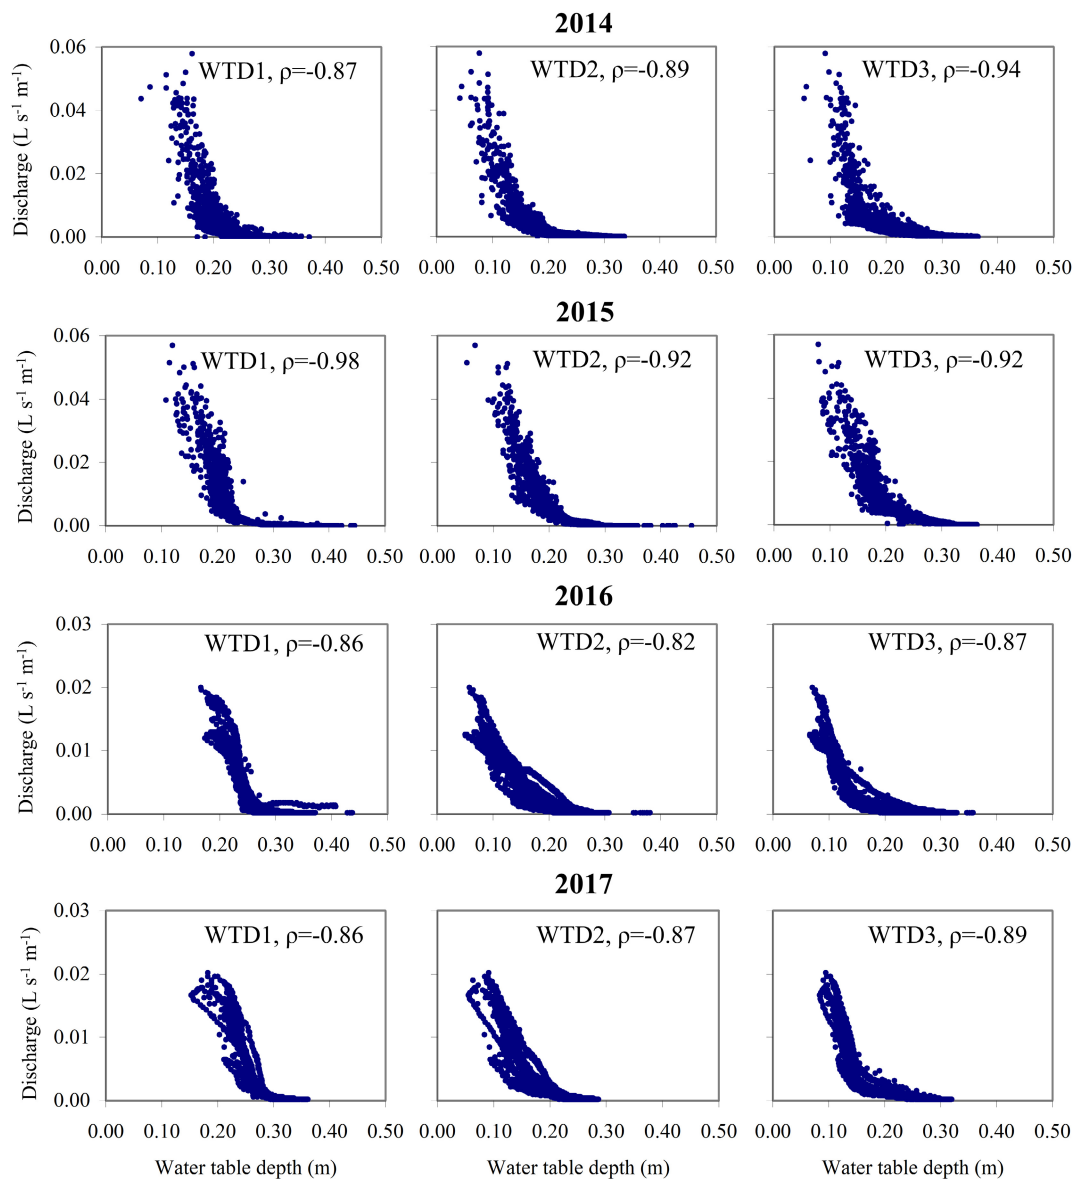 2014
Discharge (L s⁻¹ m⁻¹)
0.06
0.04
0.02
0.00
WTD1, ρ=-0.87
WTD2, ρ=-0.89
WTD3, ρ=-0.94
0.00 0.10 0.20 0.30 0.40 0.50
0.00 0.10 0.20 0.30 0.40 0.50
0.00 0.10 0.20 0.30 0.40 0.50
2015
Discharge (L s⁻¹ m⁻¹)
0.06
0.04
0.02
0.00
WTD1, ρ=-0.98
WTD2, ρ=-0.92
WTD3, ρ=-0.92
0.00 0.10 0.20 0.30 0.40 0.50
0.00 0.10 0.20 0.30 0.40 0.50
0.00 0.10 0.20 0.30 0.40 0.50
2016
Discharge (L s⁻¹ m⁻¹)
0.03
0.02
0.01
0.00
WTD1, ρ=-0.86
WTD2, ρ=-0.82
WTD3, ρ=-0.87
0.00 0.10 0.20 0.30 0.40 0.50
0.00 0.10 0.20 0.30 0.40 0.50
0.00 0.10 0.20 0.30 0.40 0.50
2017
Discharge (L s⁻¹ m⁻¹)
0.03
0.02
0.01
0.00
WTD1, ρ=-0.86
WTD2, ρ=-0.87
WTD3, ρ=-0.89
0.00 0.10 0.20 0.30 0.40 0.50
0.00 0.10 0.20 0.30 0.40 0.50
0.00 0.10 0.20 0.30 0.40 0.50
Water table depth (m)
Water table depth (m)
Water table depth (m)